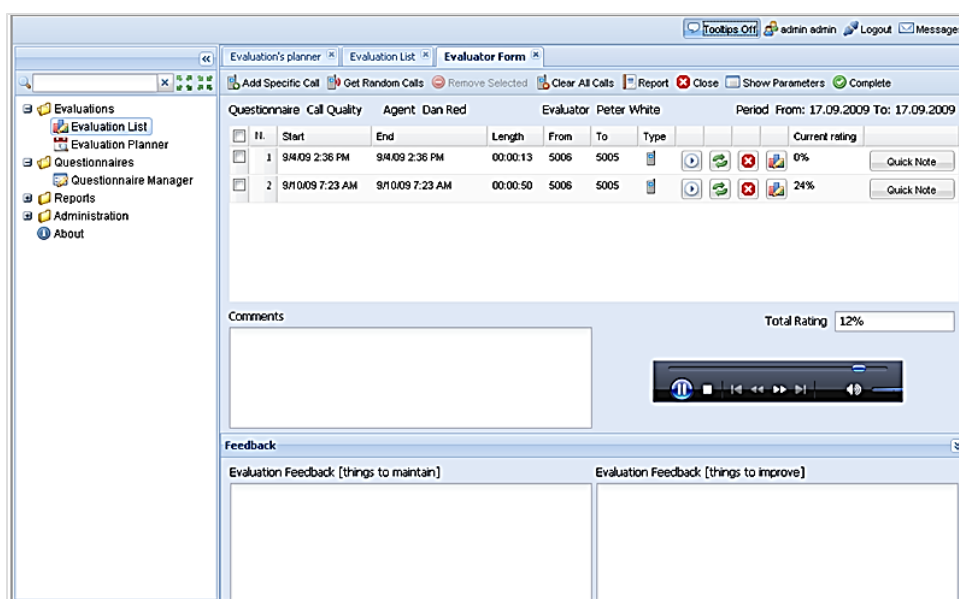 Tooltips Off admin admin Logout Message
Evaluation's planner Evaluation List Evaluator Form
Add Specific Call Get Random Calls Remove Selected Clear All Calls Report Close Show Parameters Complete
Evaluations
Evaluation List
Evaluation Planner
Questionnaires
Questionnaire Manager
Reports
Administration
About
Questionnaire Call Quality Agent Dan Red Evaluator Peter White Period From: 17.09.2009 To: 17.09.2009
N. Start End Length From To Type Current rating
1 9/4/09 2:36 PM 9/4/09 2:36 PM 00:00:13 5006 5005 0% Quick Note
2 9/10/09 7:23 AM 9/10/09 7:23 AM 00:00:50 5006 5005 24% Quick Note
Comments
Total Rating 12%
Feedback
Evaluation Feedback [things to maintain] Evaluation Feedback [things to improve]